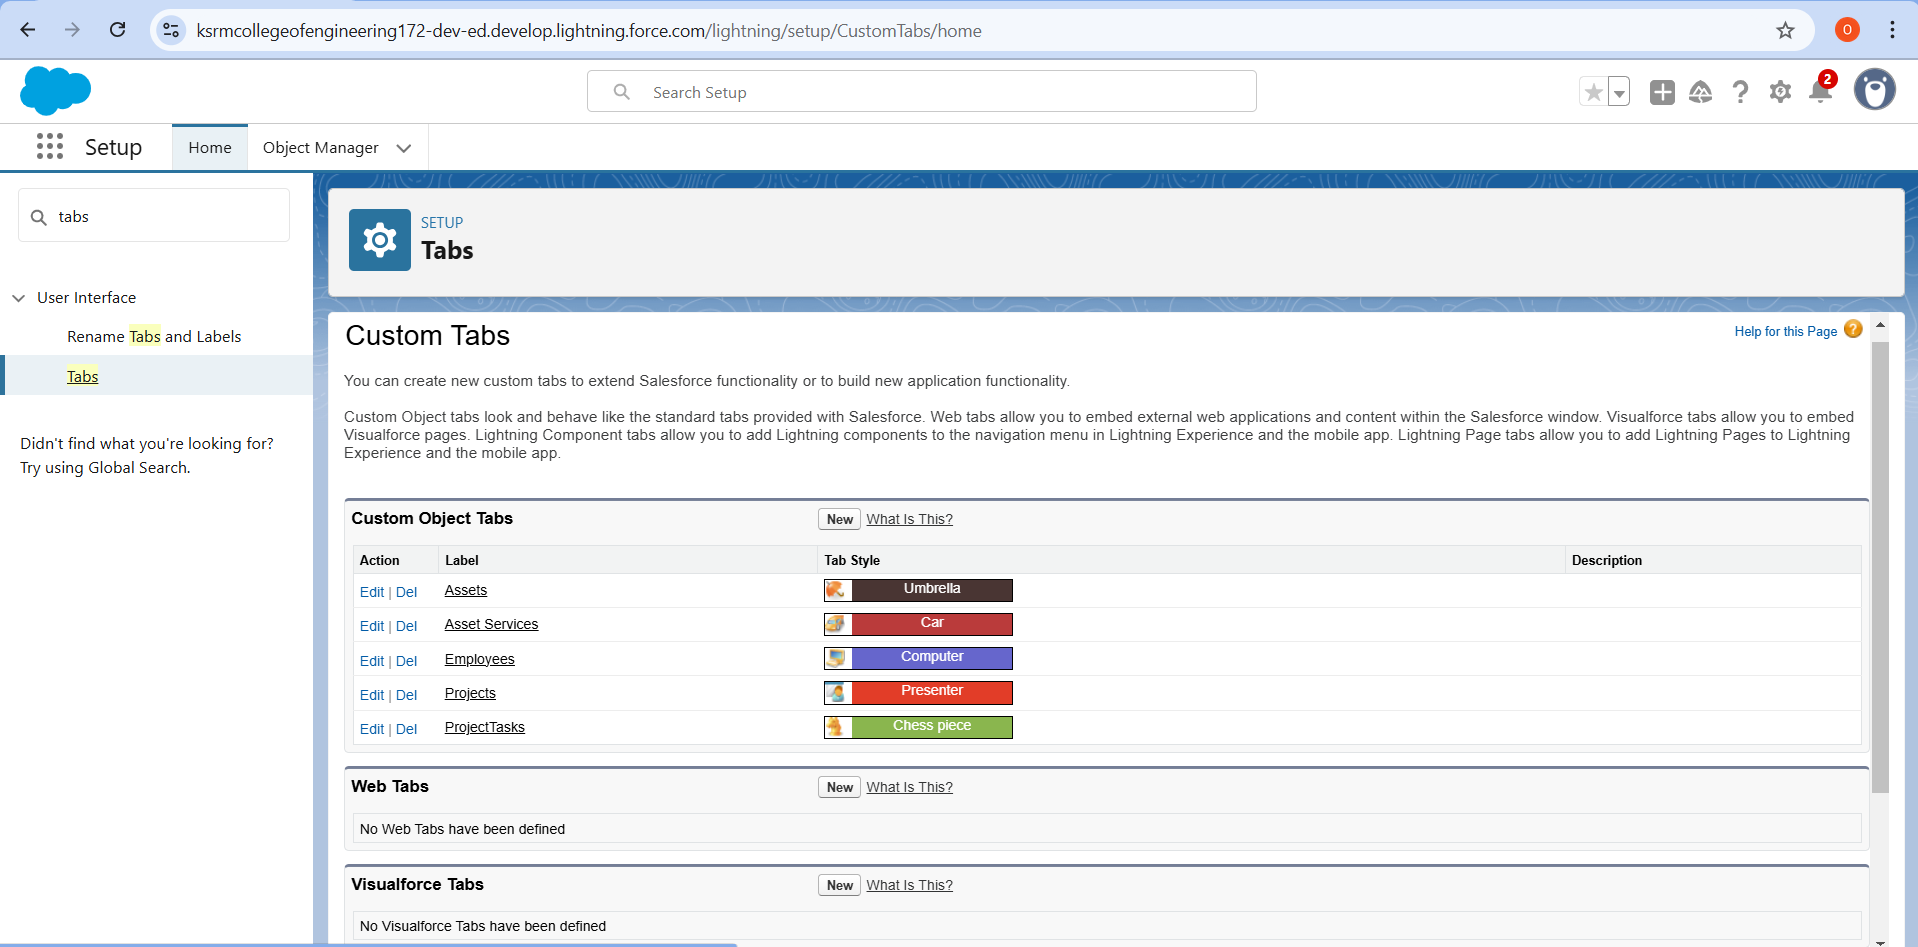 ksrmcollegeofengineering172-dev-ed.develop.lightning.force.com/lightning/setup/CustomTabs/home
O
Search Setup
2
Setup
Home
Object Manager
tabs
User Interface
Rename Tabs and Labels
Tabs
Didn't find what you're looking for?
Try using Global Search.
SETUP
Tabs
Custom Tabs
Help for this Page ?
You can create new custom tabs to extend Salesforce functionality or to build new application functionality.
Custom Object tabs look and behave like the standard tabs provided with Salesforce. Web tabs allow you to embed external web applications and content within the Salesforce window. Visualforce tabs allow you to embed
Visualforce pages. Lightning Component tabs allow you to add Lightning components to the navigation menu in Lightning Experience and the mobile app. Lightning Page tabs allow you to add Lightning Pages to Lightning
Experience and the mobile app.
Custom Object Tabs New What Is This?
Action Label Tab Style Description
Edit | Del Assets Umbrella
Edit | Del Asset Services Car
Edit | Del Employees Computer
Edit | Del Projects Presenter
Edit | Del ProjectTasks Chess piece
Web Tabs New What Is This?
No Web Tabs have been defined
Visualforce Tabs New What Is This?
No Visualforce Tabs have been defined